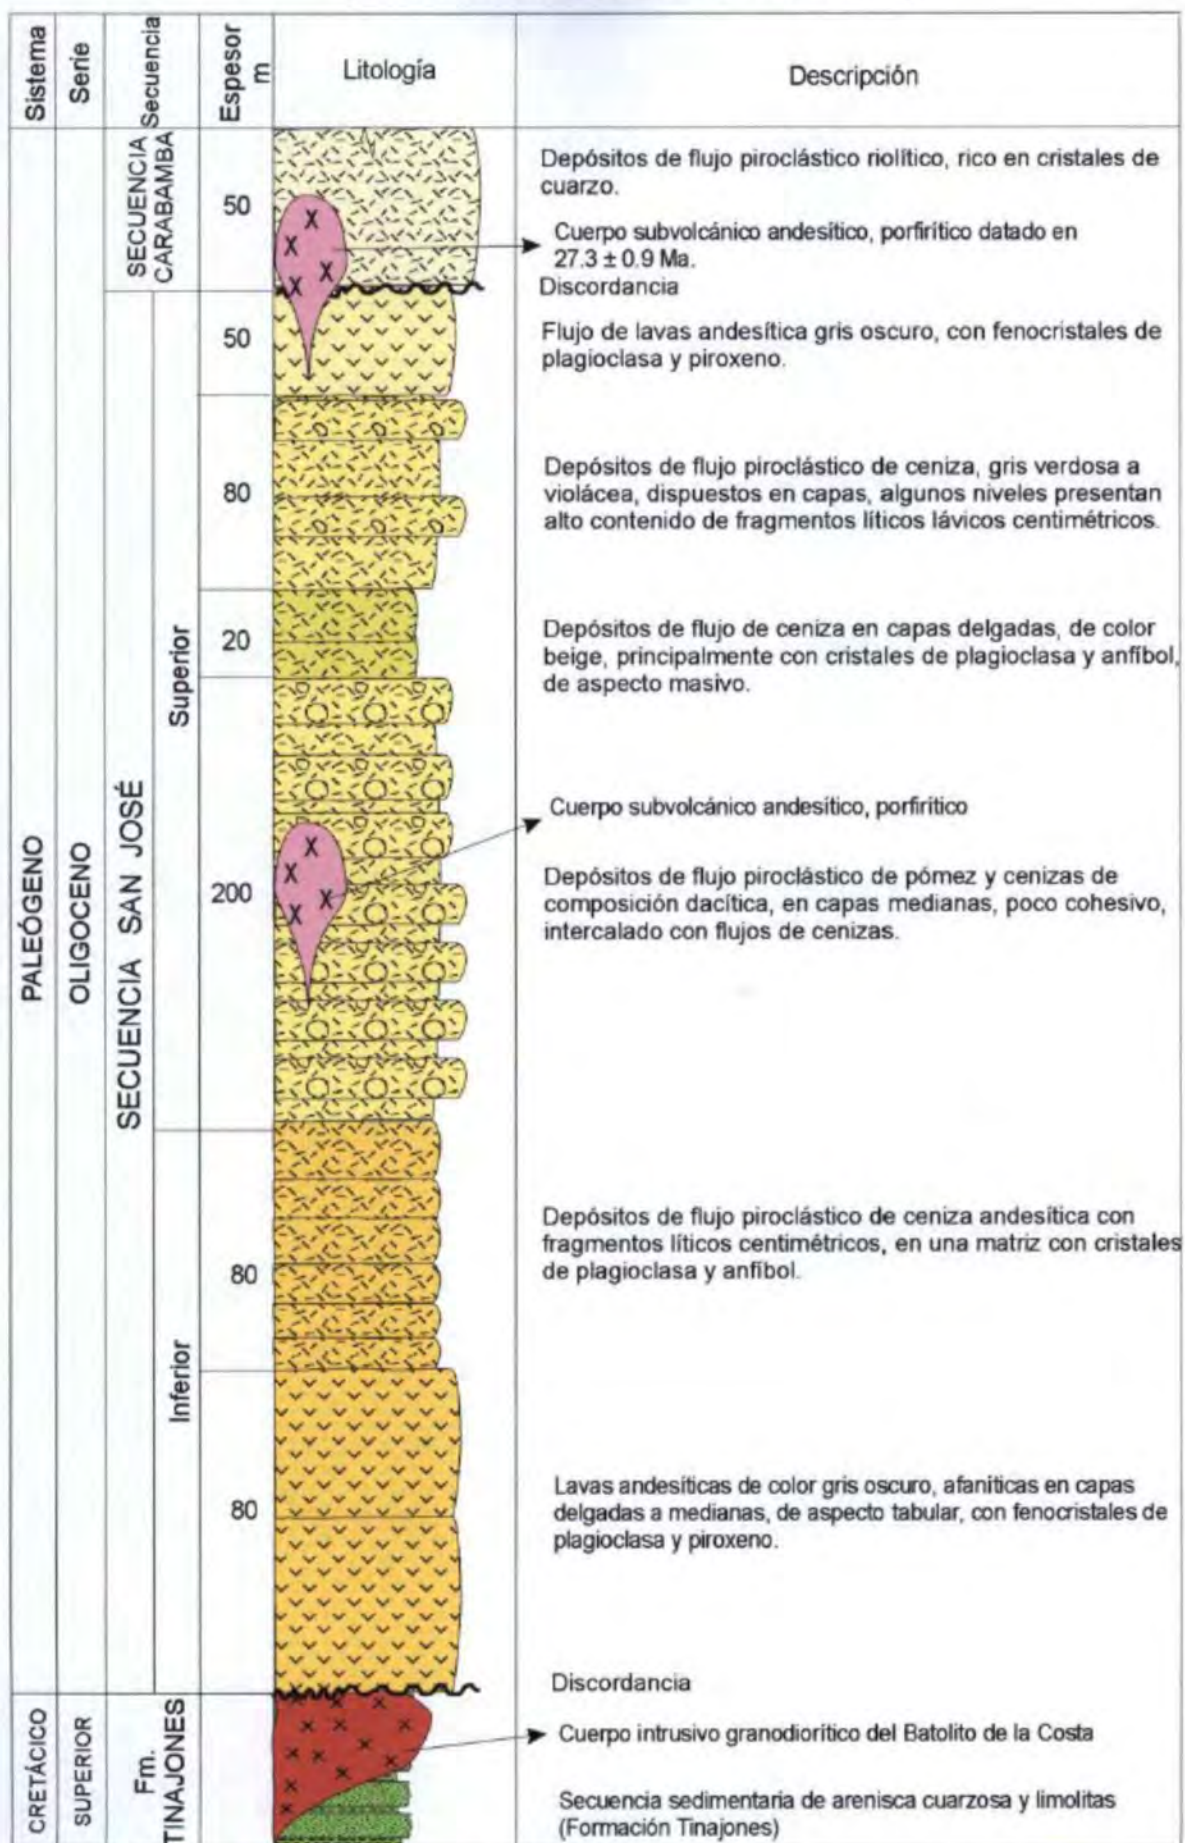 Sistema
Serie
Secuencia
Espesor
m
Litología
Descripción
SECUENCIA
CARABAMBA
50
Depósitos de flujo piroclástico riolítico, rico en cristales de
cuarzo.
Cuerpo subvolcánico andesítico, porfirítico datado en
27.3 ± 0.9 Ma.
Discordancia
PALEÓGENO
OLIGOCENO
SECUENCIA SAN JOSÉ
Superior
50
Flujo de lavas andesítica gris oscuro, con fenocristales de
plagioclasa y piroxeno.
80
Depósitos de flujo piroclástico de ceniza, gris verdosa a
violácea, dispuestos en capas, algunos niveles presentan
alto contenido de fragmentos líticos lávicos centimétricos.
20
Depósitos de flujo de ceniza en capas delgadas, de color
beige, principalmente con cristales de plagioclasa y anfíbol,
de aspecto masivo.
Cuerpo subvolcánico andesítico, porfirítico
200
Depósitos de flujo piroclástico de pómez y cenizas de
composición dacítica, en capas medianas, poco cohesivo,
intercalado con flujos de cenizas.
Inferior
80
Depósitos de flujo piroclástico de ceniza andesítica con
fragmentos líticos centimétricos, en una matriz con cristales
de plagioclasa y anfíbol.
80
Lavas andesíticas de color gris oscuro, afaníticas en capas
delgadas a medianas, de aspecto tabular, con fenocristales de
plagioclasa y piroxeno.
Discordancia
CRETÁCICO
SUPERIOR
Fm.
TINAJONES
Cuerpo intrusivo granodiorítico del Batolito de la Costa
Secuencia sedimentaria de arenisca cuarzosa y limolitas
(Formación Tinajones)